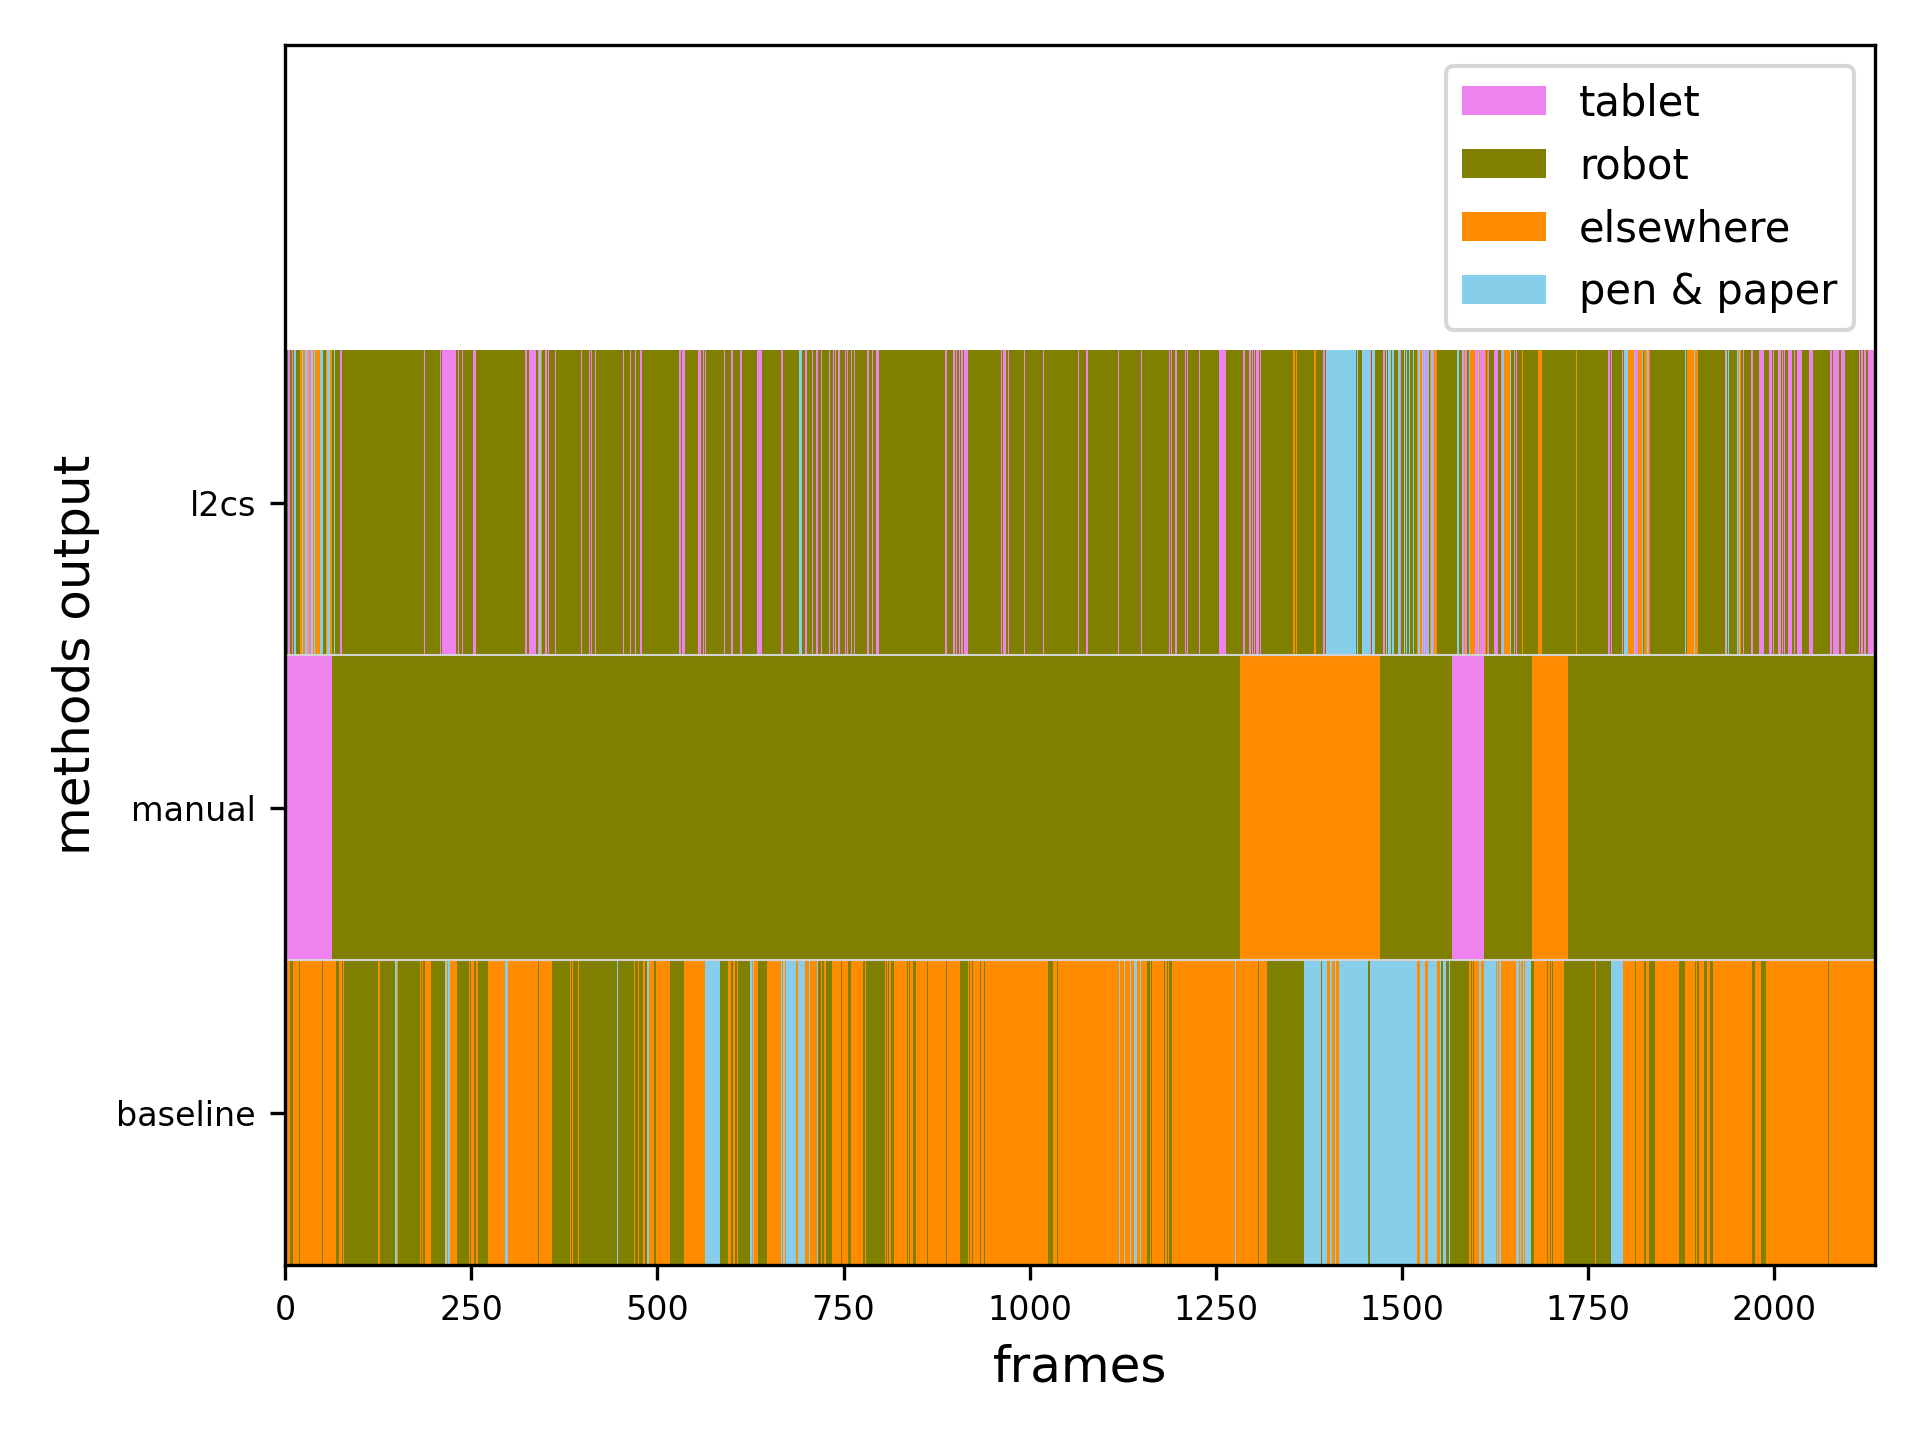 tablet
robot
elsewhere
pen & paper
methods output
l2cs
manual
baseline
0 250 500 750 1000 1250 1500 1750 2000
frames